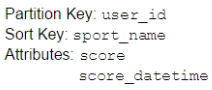 Partition Key: user_id
Sort Key: sport_name
Attributes: score
score_datetime